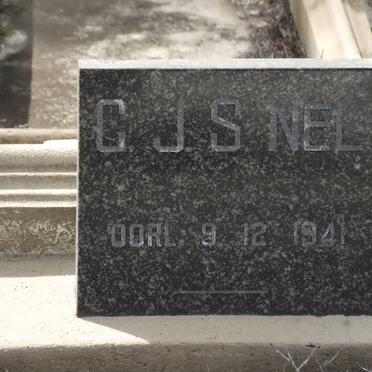 C J S NEL
OORL. 9. 12. 1941